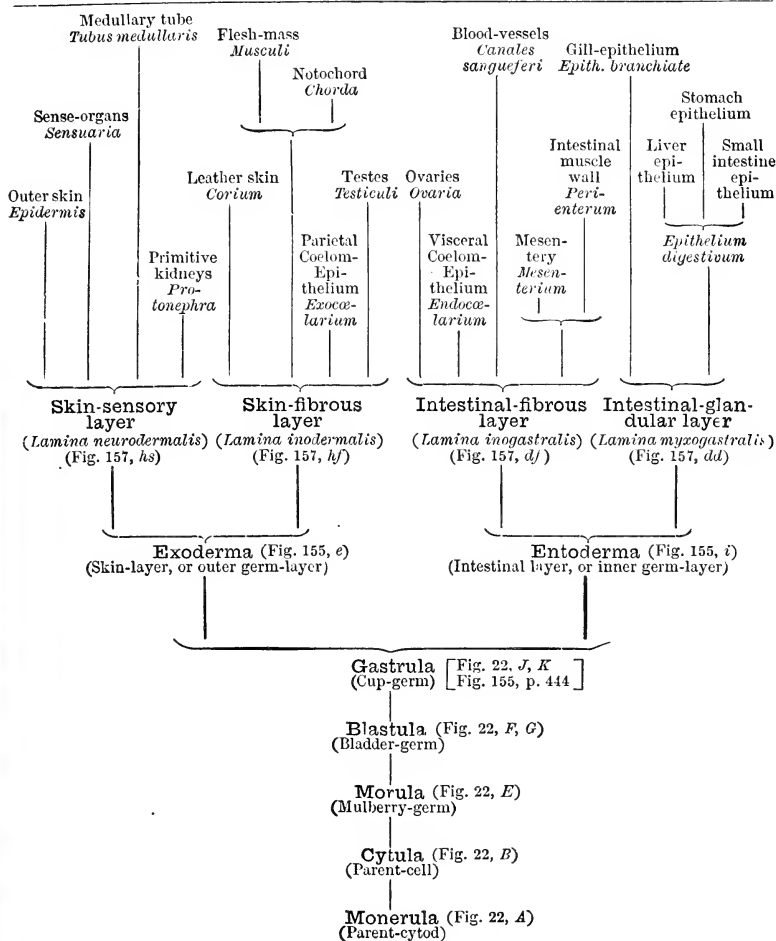 Medullary tube
Tubus medullaris
Flesh-mass
Musculi
Notochord
Chorda
Blood-vessels
Canales
sangueferi
Gill-epithelium
Epith. branchiate
Stomach
epithelium
Sense-organs
Sensuaria
Outer skin
Epidermis
Primitive
kidneys
Pro-
tonephra
Leather skin
Corium
Parietal
Coelom-
Epi-
thelium
Exocœ-
larium
Testes
Testiculi
Ovaries
Ovaria
Visceral
Coelom-
Epi-
thelium
Endocœ-
larium
Mesen-
tery
Mesen-
terium
Intestinal
muscle
wall
Peri-
enterum
Liver
epi-
thelium
Small
intestine
epi-
thelium
Epithelium
digestivum
Skin-sensory
layer
(Lamina neurodermalis)
(Fig. 157, hs)
Skin-fibrous
layer
(Lamina inodermalis)
(Fig. 157, hf)
Intestinal-fibrous
layer
(Lamina inogastralis)
(Fig. 157, df)
Intestinal-glan-
dular layer
(Lamina myxogastralis)
(Fig. 157, dd)
Exoderma (Fig. 155, e)
(Skin-layer, or outer germ-layer)
Entoderma (Fig. 155, i)
(Intestinal layer, or inner germ-layer)
Gastrula [Fig. 22. J, K
(Cup-germ) Fig. 155, p. 444]
Blastula (Fig. 22, F, G)
(Bladder-germ)
Morula (Fig. 22, E)
(Mulberry-germ)
Cytula (Fig. 22, B)
(Parent-cell)
Monerula (Fig. 22, A)
(Parent-cytod)